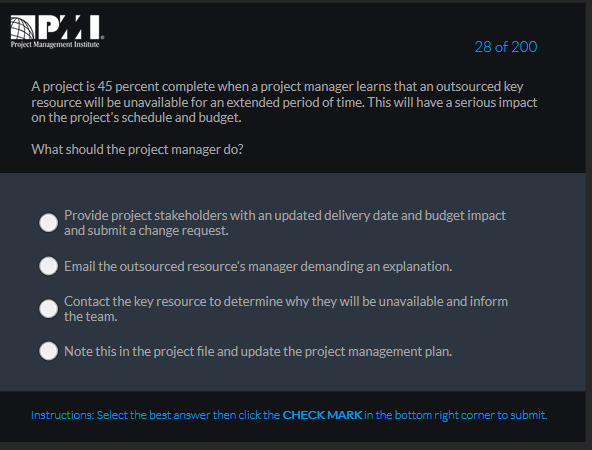 PMI
Project Management Institute
28 of 200
A project is 45 percent complete when a project manager learns that an outsourced key
resource will be unavailable for an extended period of time. This will have a serious impact
on the project's schedule and budget.
What should the project manager do?
Provide project stakeholders with an updated delivery date and budget impact
and submit a change request.
Email the outsourced resource's manager demanding an explanation.
Contact the key resource to determine why they will be unavailable and inform
the team.
Note this in the project file and update the project management plan.
Instructions: Select the best answer then click the CHECK MARK in the bottom right corner to submit.